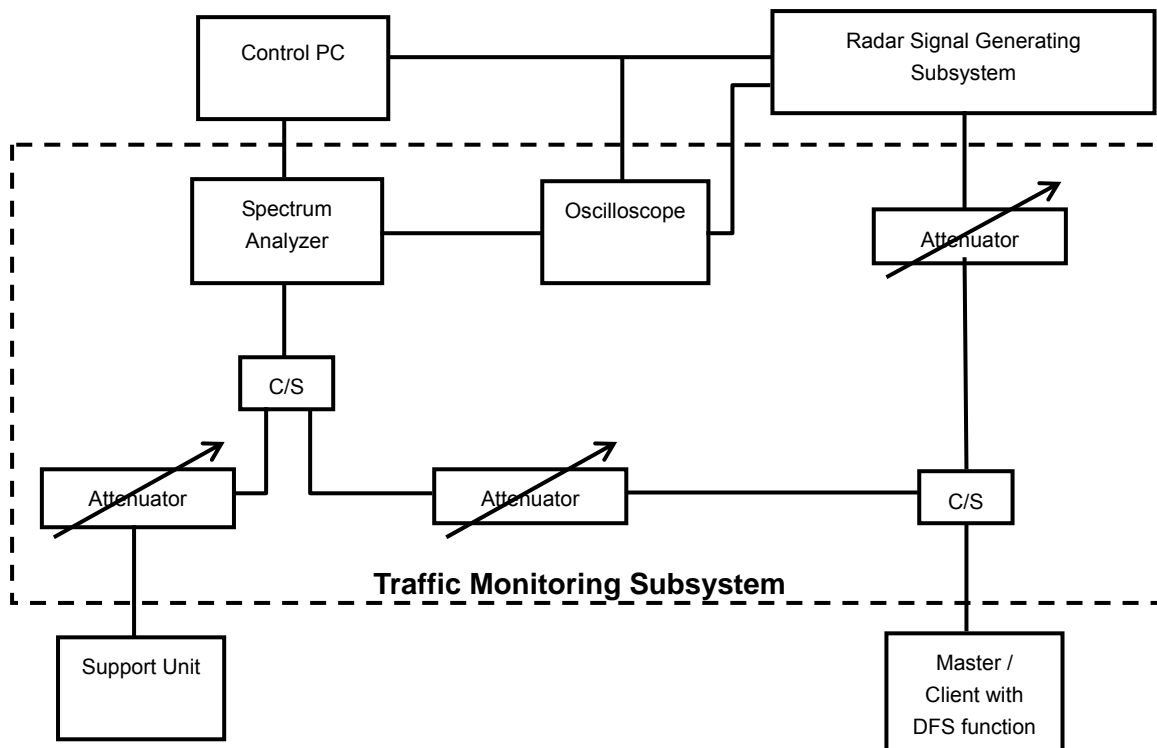 Control PC
Radar Signal Generating
Subsystem
Spectrum
Analyzer
Oscilloscope
Attenuator
C/S
Attenuator
Attenuator
C/S
Traffic Monitoring Subsystem
Support Unit
Master /
Client with
DFS function